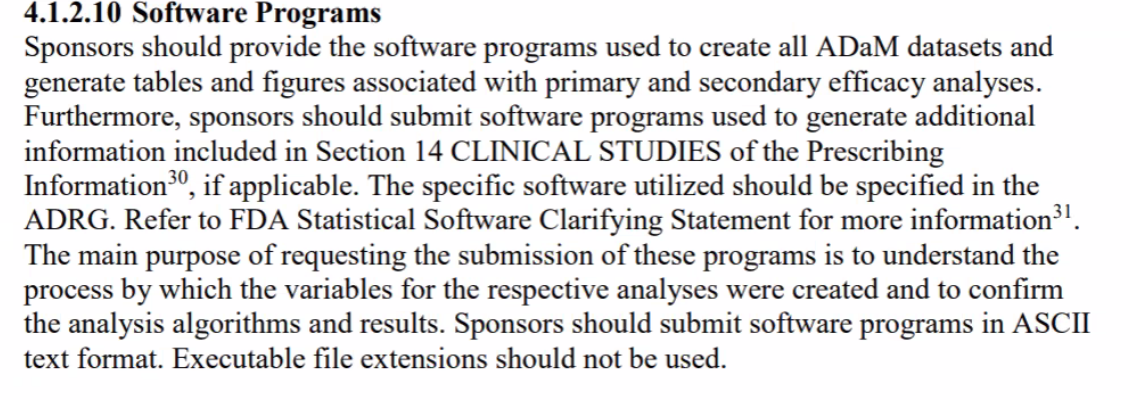 4.1.2.10 Software Programs
Sponsors should provide the software programs used to create all ADaM datasets and
generate tables and figures associated with primary and secondary efficacy analyses.
Furthermore, sponsors should submit software programs used to generate additional
information included in Section 14 CLINICAL STUDIES of the Prescribing
Information³⁰, if applicable. The specific software utilized should be specified in the
ADRG. Refer to FDA Statistical Software Clarifying Statement for more information³¹.
The main purpose of requesting the submission of these programs is to understand the
process by which the variables for the respective analyses were created and to confirm
the analysis algorithms and results. Sponsors should submit software programs in ASCII
text format. Executable file extensions should not be used.